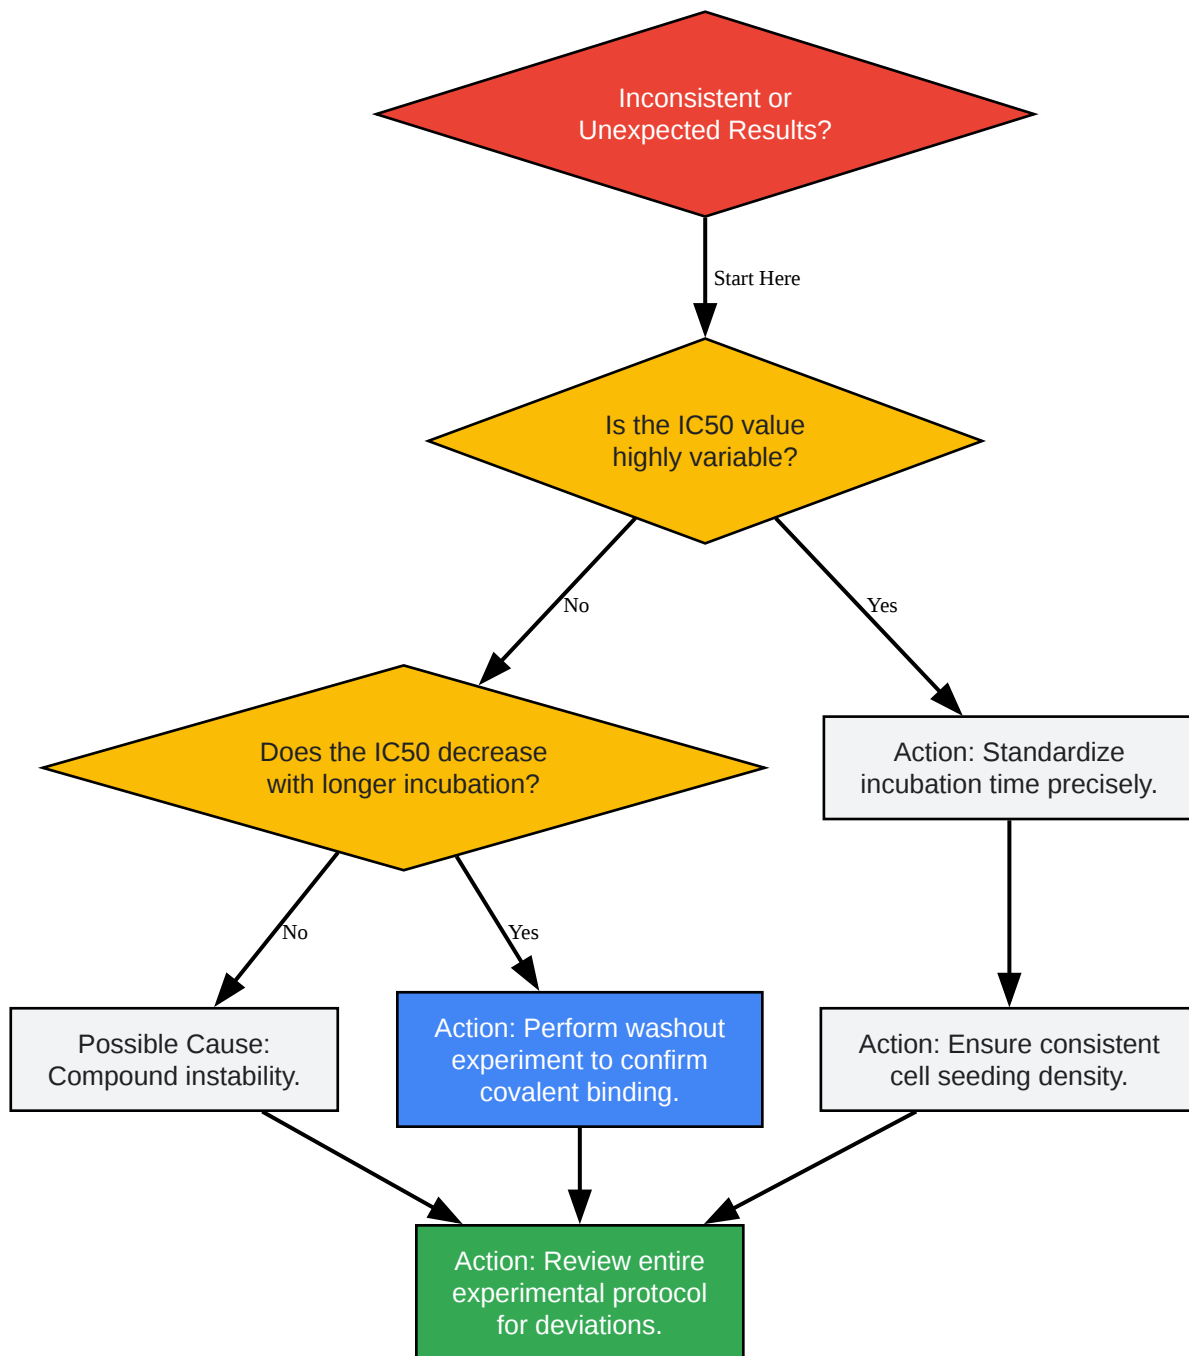 Inconsistent or
Unexpected Results?
Start Here
Is the IC50 value
highly variable?
No
Yes
Does the IC50 decrease
with longer incubation?
Action: Standardize
incubation time precisely.
No
Yes
Possible Cause:
Compound instability.
Action: Perform washout
experiment to confirm
covalent binding.
Action: Ensure consistent
cell seeding density.
Action: Review entire
experimental protocol
for deviations.